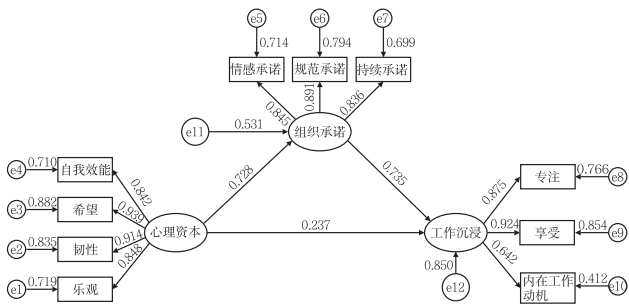 e5
e6
e7
0.714
0.794
0.699
情感承诺
规范承诺
持续承诺
0.845
0.891
0.836
e11
0.531
组织承诺
e4
0.710
自我效能
0.842
0.728
0.735
0.875
专注
0.766
e8
e3
0.882
希望
0.939
心理资本
0.237
工作沉浸
0.924
享受
0.854
e9
e2
0.835
韧性
0.914
0.848
0.642
e1
0.719
乐观
0.850
e12
内在工作
动机
0.412
e10